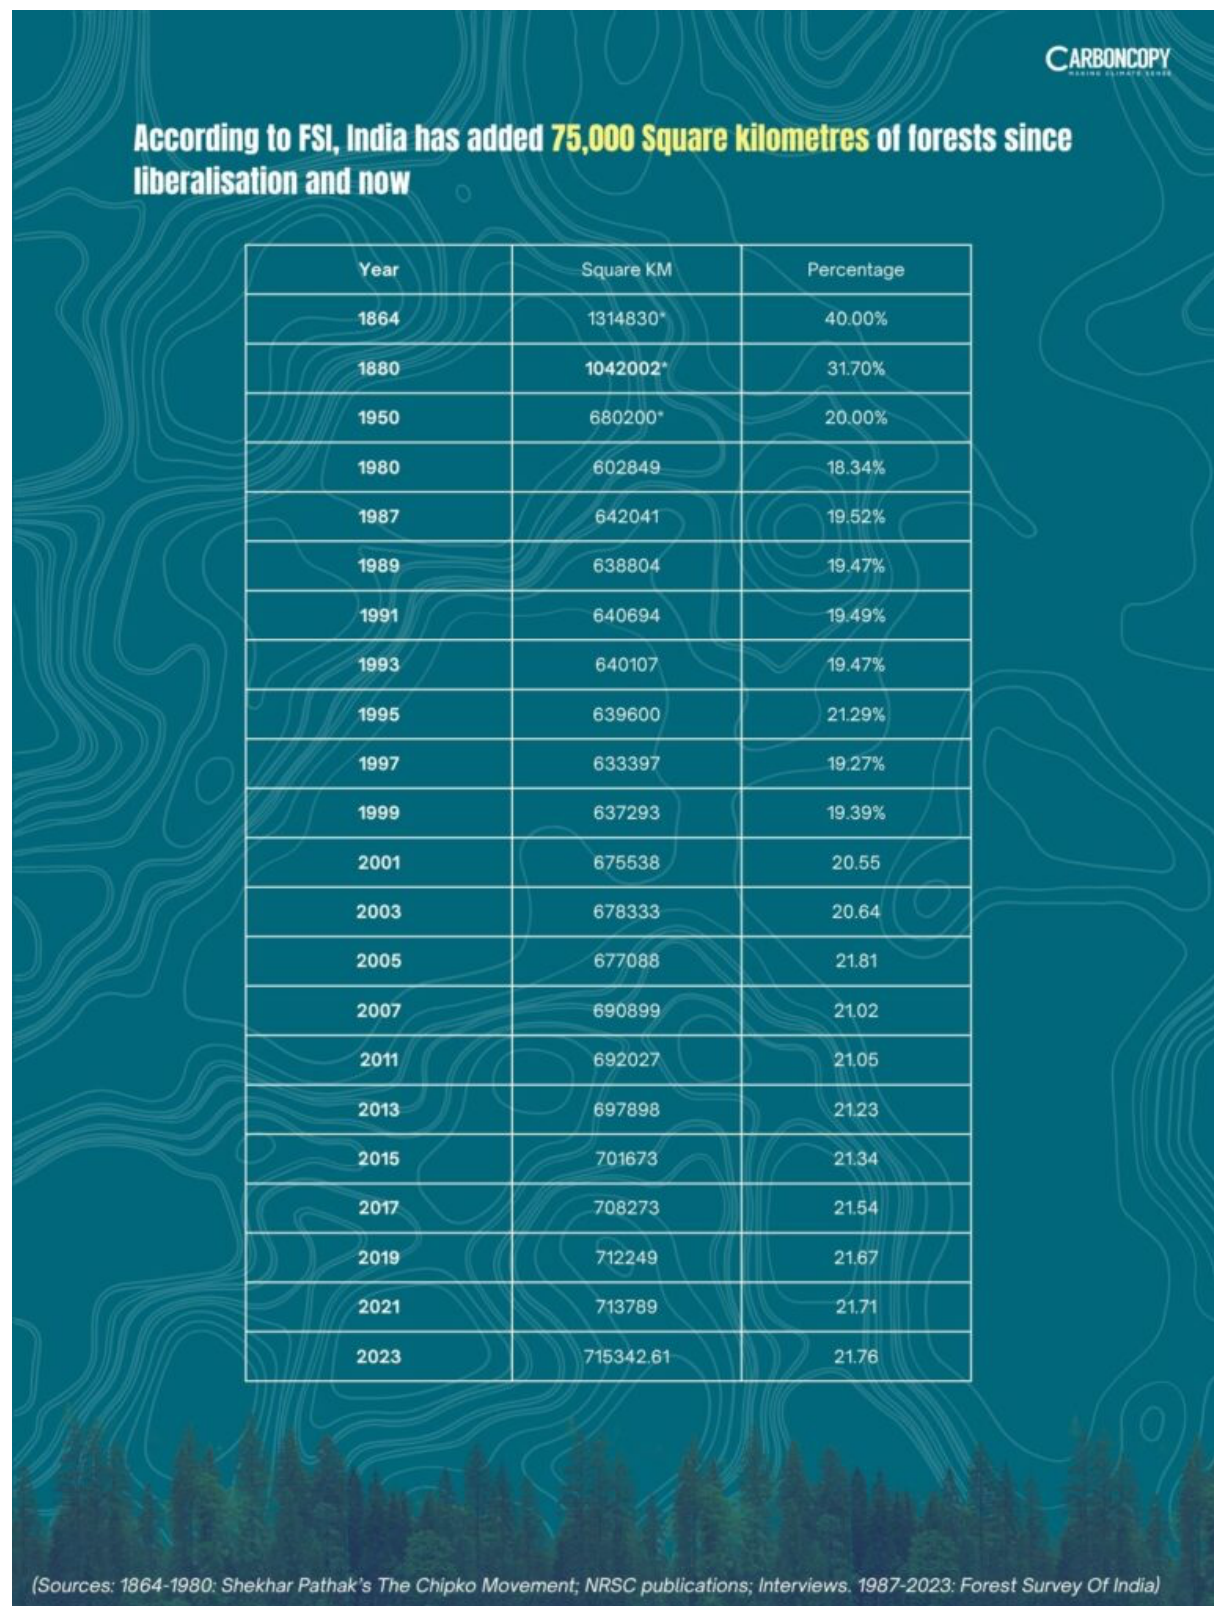 CARBONCOPY
MAKING CLIMATE SENSE
According to FSI, India has added 75,000 Square kilometres of forests since
liberalisation and now
Year Square KM Percentage
1864 1314830* 40.00%
1880 1042002* 31.70%
1950 680200* 20.00%
1980 602849 18.34%
1987 642041 19.52%
1989 638804 19.47%
1991 640694 19.49%
1993 640107 19.47%
1995 639600 21.29%
1997 633397 19.27%
1999 637293 19.39%
2001 675538 20.55
2003 678333 20.64
2005 677088 21.81
2007 690899 21.02
2011 692027 21.05
2013 697898 21.23
2015 701673 21.34
2017 708273 21.54
2019 712249 21.67
2021 713789 21.71
2023 715342.61 21.76
(Sources: 1864-1980: Shekhar Pathak's The Chipko Movement; NRSC publications; Interviews. 1987-2023: Forest Survey Of India)